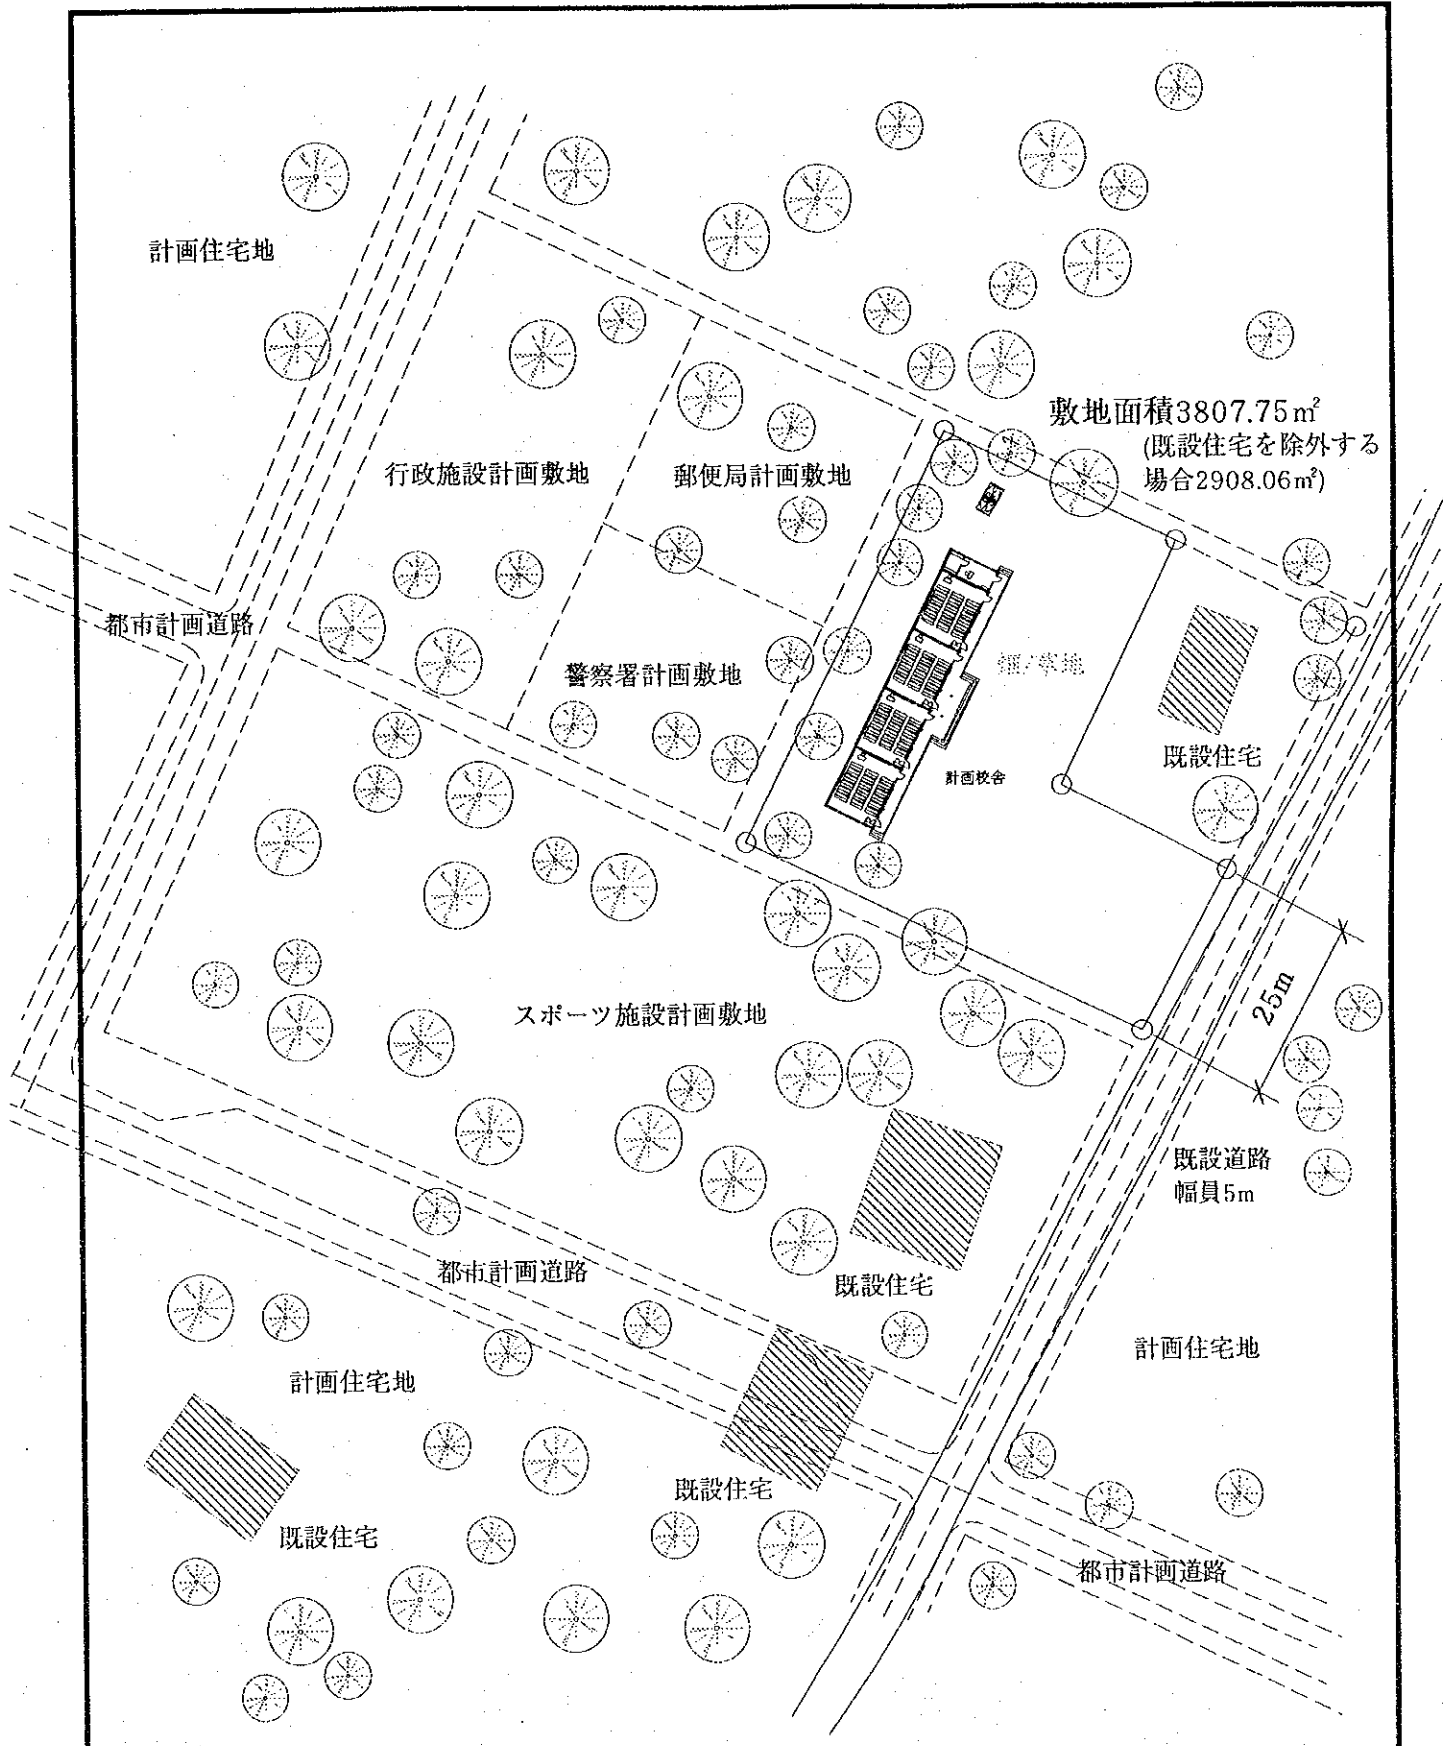 計画住宅地
敷地面積3807.75㎡
(既設住宅を除外する
場合2908.06㎡)
行政施設計画敷地
郵便局計画敷地
都市計画道路
警察署計画敷地
既設住宅
計画校舎
スポーツ施設計画敷地
25m
既設道路
幅員5m
都市計画道路
既設住宅
計画住宅地
計画住宅地
既設住宅
既設住宅
都市計画道路